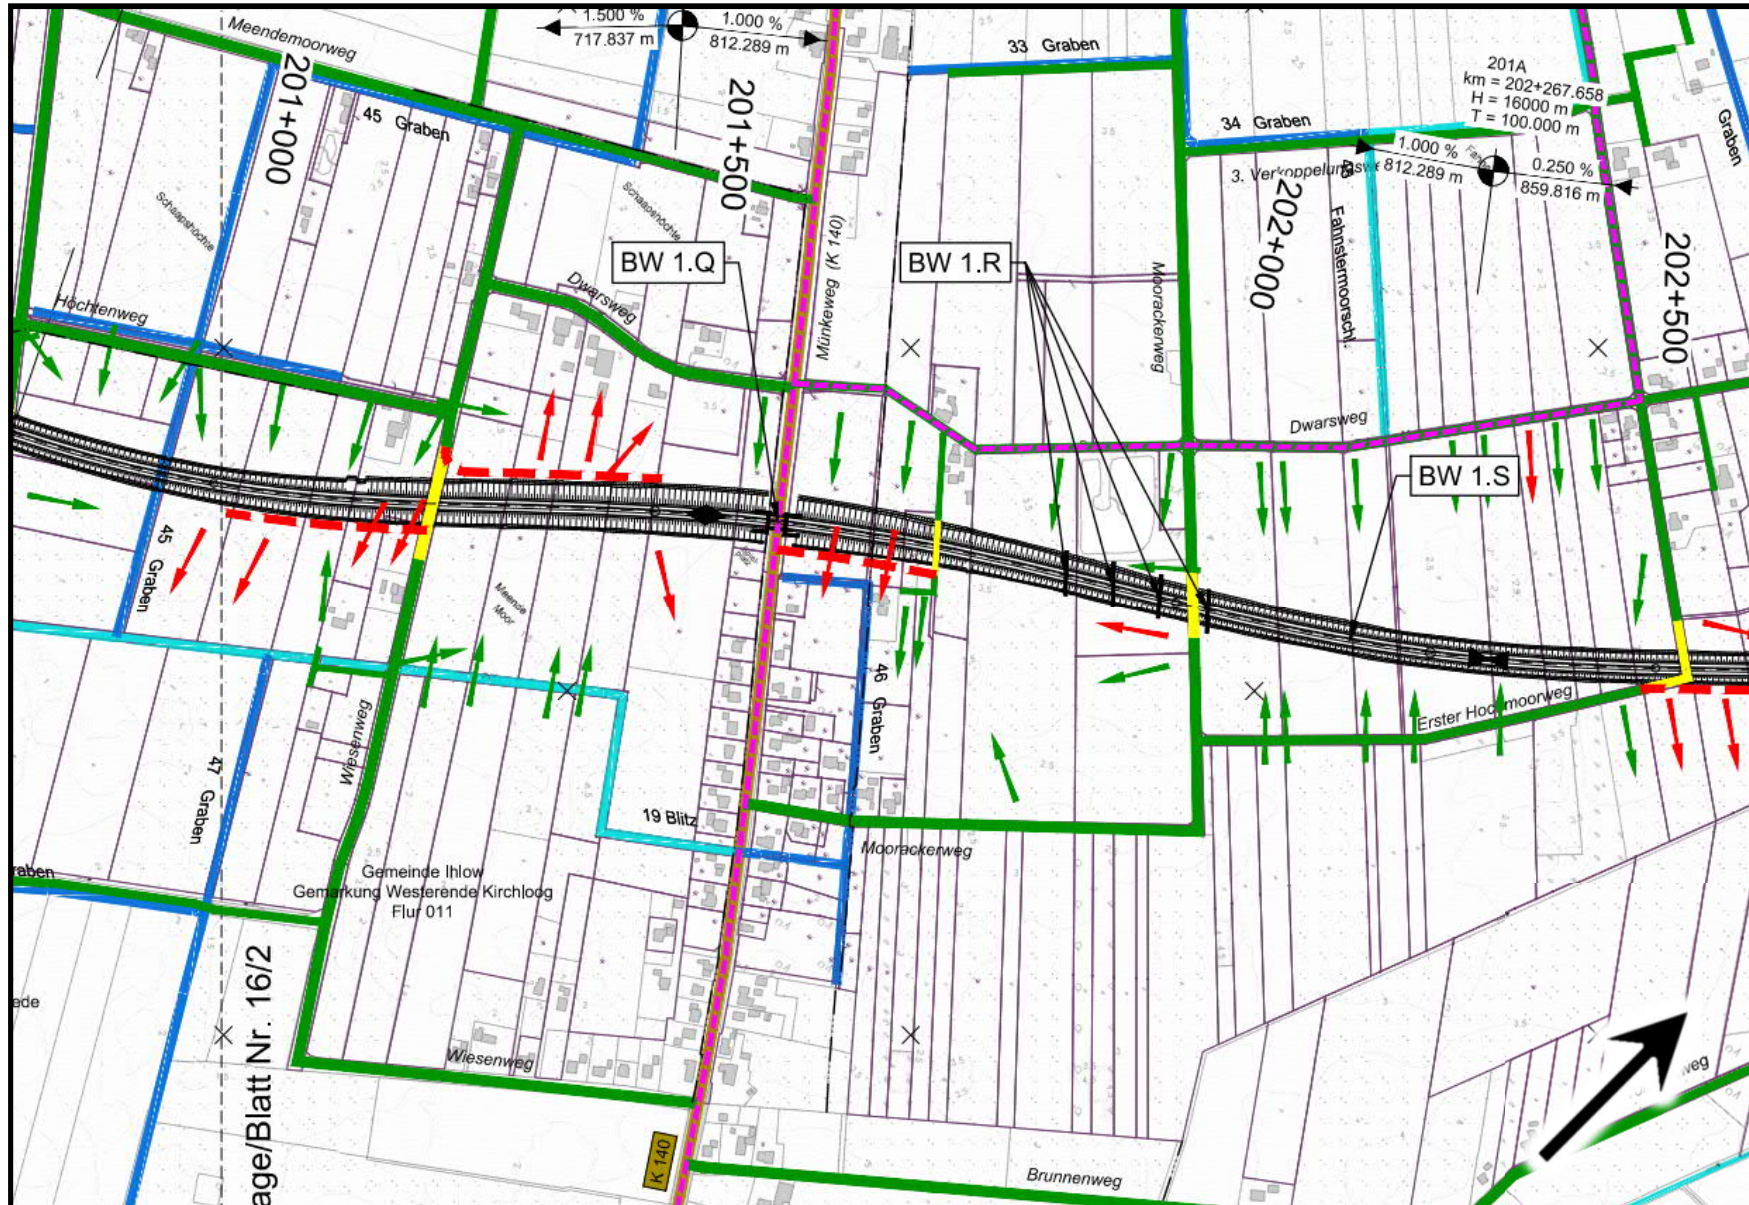 Meendemoorweg
1.500 %
717.837 m
1.000 %
812.289 m
33 Graben
201A
km = 202+267.658
H = 16000 m
T = 100.000 m
Graben
201+000
45 Graben
201+500
34 Graben
1.000 %
812.289 m
0.250 %
859.816 m
3. Verkoppelungswe
Schaapshöchte
Schaapshöchte
Münkeweg (K 140)
Moorackerweg
202+000
Fahnstermoorschl.
202+500
BW 1.Q
BW 1.R
Höchtenweg
Dwarsweg
Dwarsweg
BW 1.S
45 Graben
Meende
Moor
46 Graben
Wiesenweg
Erster Hochmoorweg
47 Graben
19 Blitz
Moorackerweg
raben
Gemeinde Ihlow
Gemarkung Westerende Kirchloog
Flur 011
ede
age/Blatt Nr. 16/2
Wiesenweg
weg
K 140
Brunnenweg